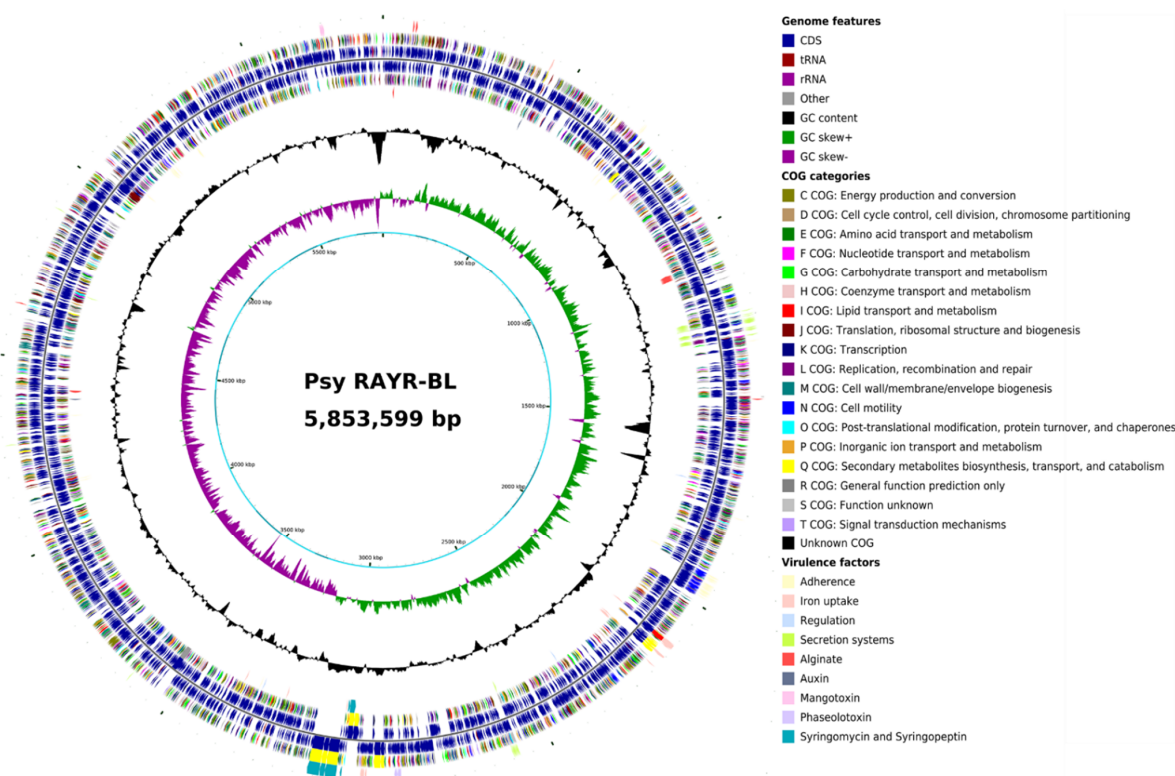 Psy RAYR-BL
5,853,599 bp
500 kbp
1000 kbp
1500 kbp
2000 kbp
2500 kbp
3000 kbp
3500 kbp
4000 kbp
4500 kbp
5000 kbp
5500 kbp
Genome features
CDS
tRNA
rRNA
Other
GC content
GC skew+
GC skew-
COG categories
C COG: Energy production and conversion
D COG: Cell cycle control, cell division, chromosome partitioning
E COG: Amino acid transport and metabolism
F COG: Nucleotide transport and metabolism
G COG: Carbohydrate transport and metabolism
H COG: Coenzyme transport and metabolism
I COG: Lipid transport and metabolism
J COG: Translation, ribosomal structure and biogenesis
K COG: Transcription
L COG: Replication, recombination and repair
M COG: Cell wall/membrane/envelope biogenesis
N COG: Cell motility
O COG: Post-translational modification, protein turnover, and chaperones
P COG: Inorganic ion transport and metabolism
Q COG: Secondary metabolites biosynthesis, transport, and catabolism
R COG: General function prediction only
S COG: Function unknown
T COG: Signal transduction mechanisms
Unknown COG
Virulence factors
Adherence
Iron uptake
Regulation
Secretion systems
Alginate
Auxin
Mangotoxin
Phaseolotoxin
Syringomycin and Syringopeptin